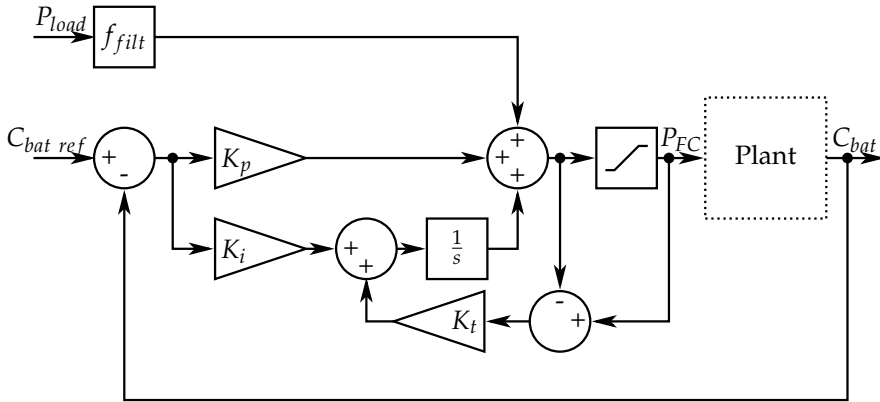 P_load
f_filt
C_bat ref
+
-
K_p
+
+
+
P_FC
Plant
C_bat
K_i
+
+
1/s
K_t
-
+